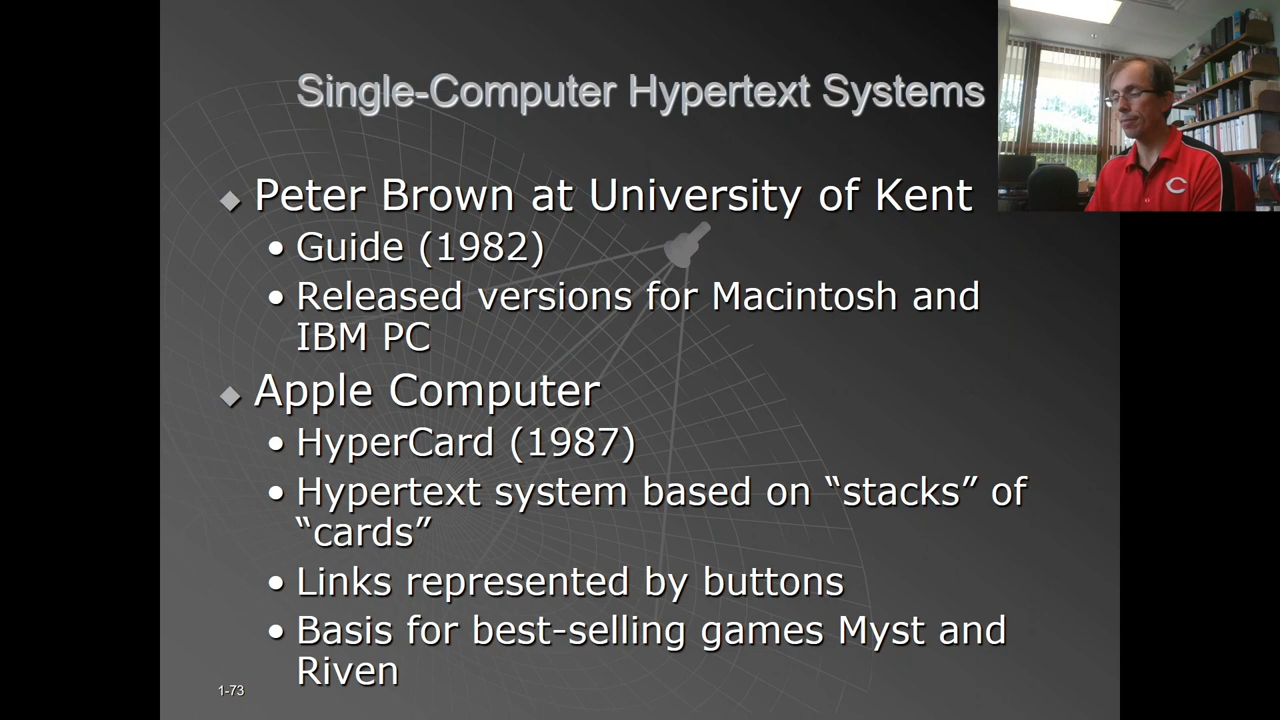 Single-Computer Hypertext Systems
◆ Peter Brown at University of Kent
• Guide (1982)
• Released versions for Macintosh and
IBM PC
◆ Apple Computer
• HyperCard (1987)
• Hypertext system based on “stacks” of
“cards”
• Links represented by buttons
• Basis for best-selling games Myst and
Riven
1-73
C